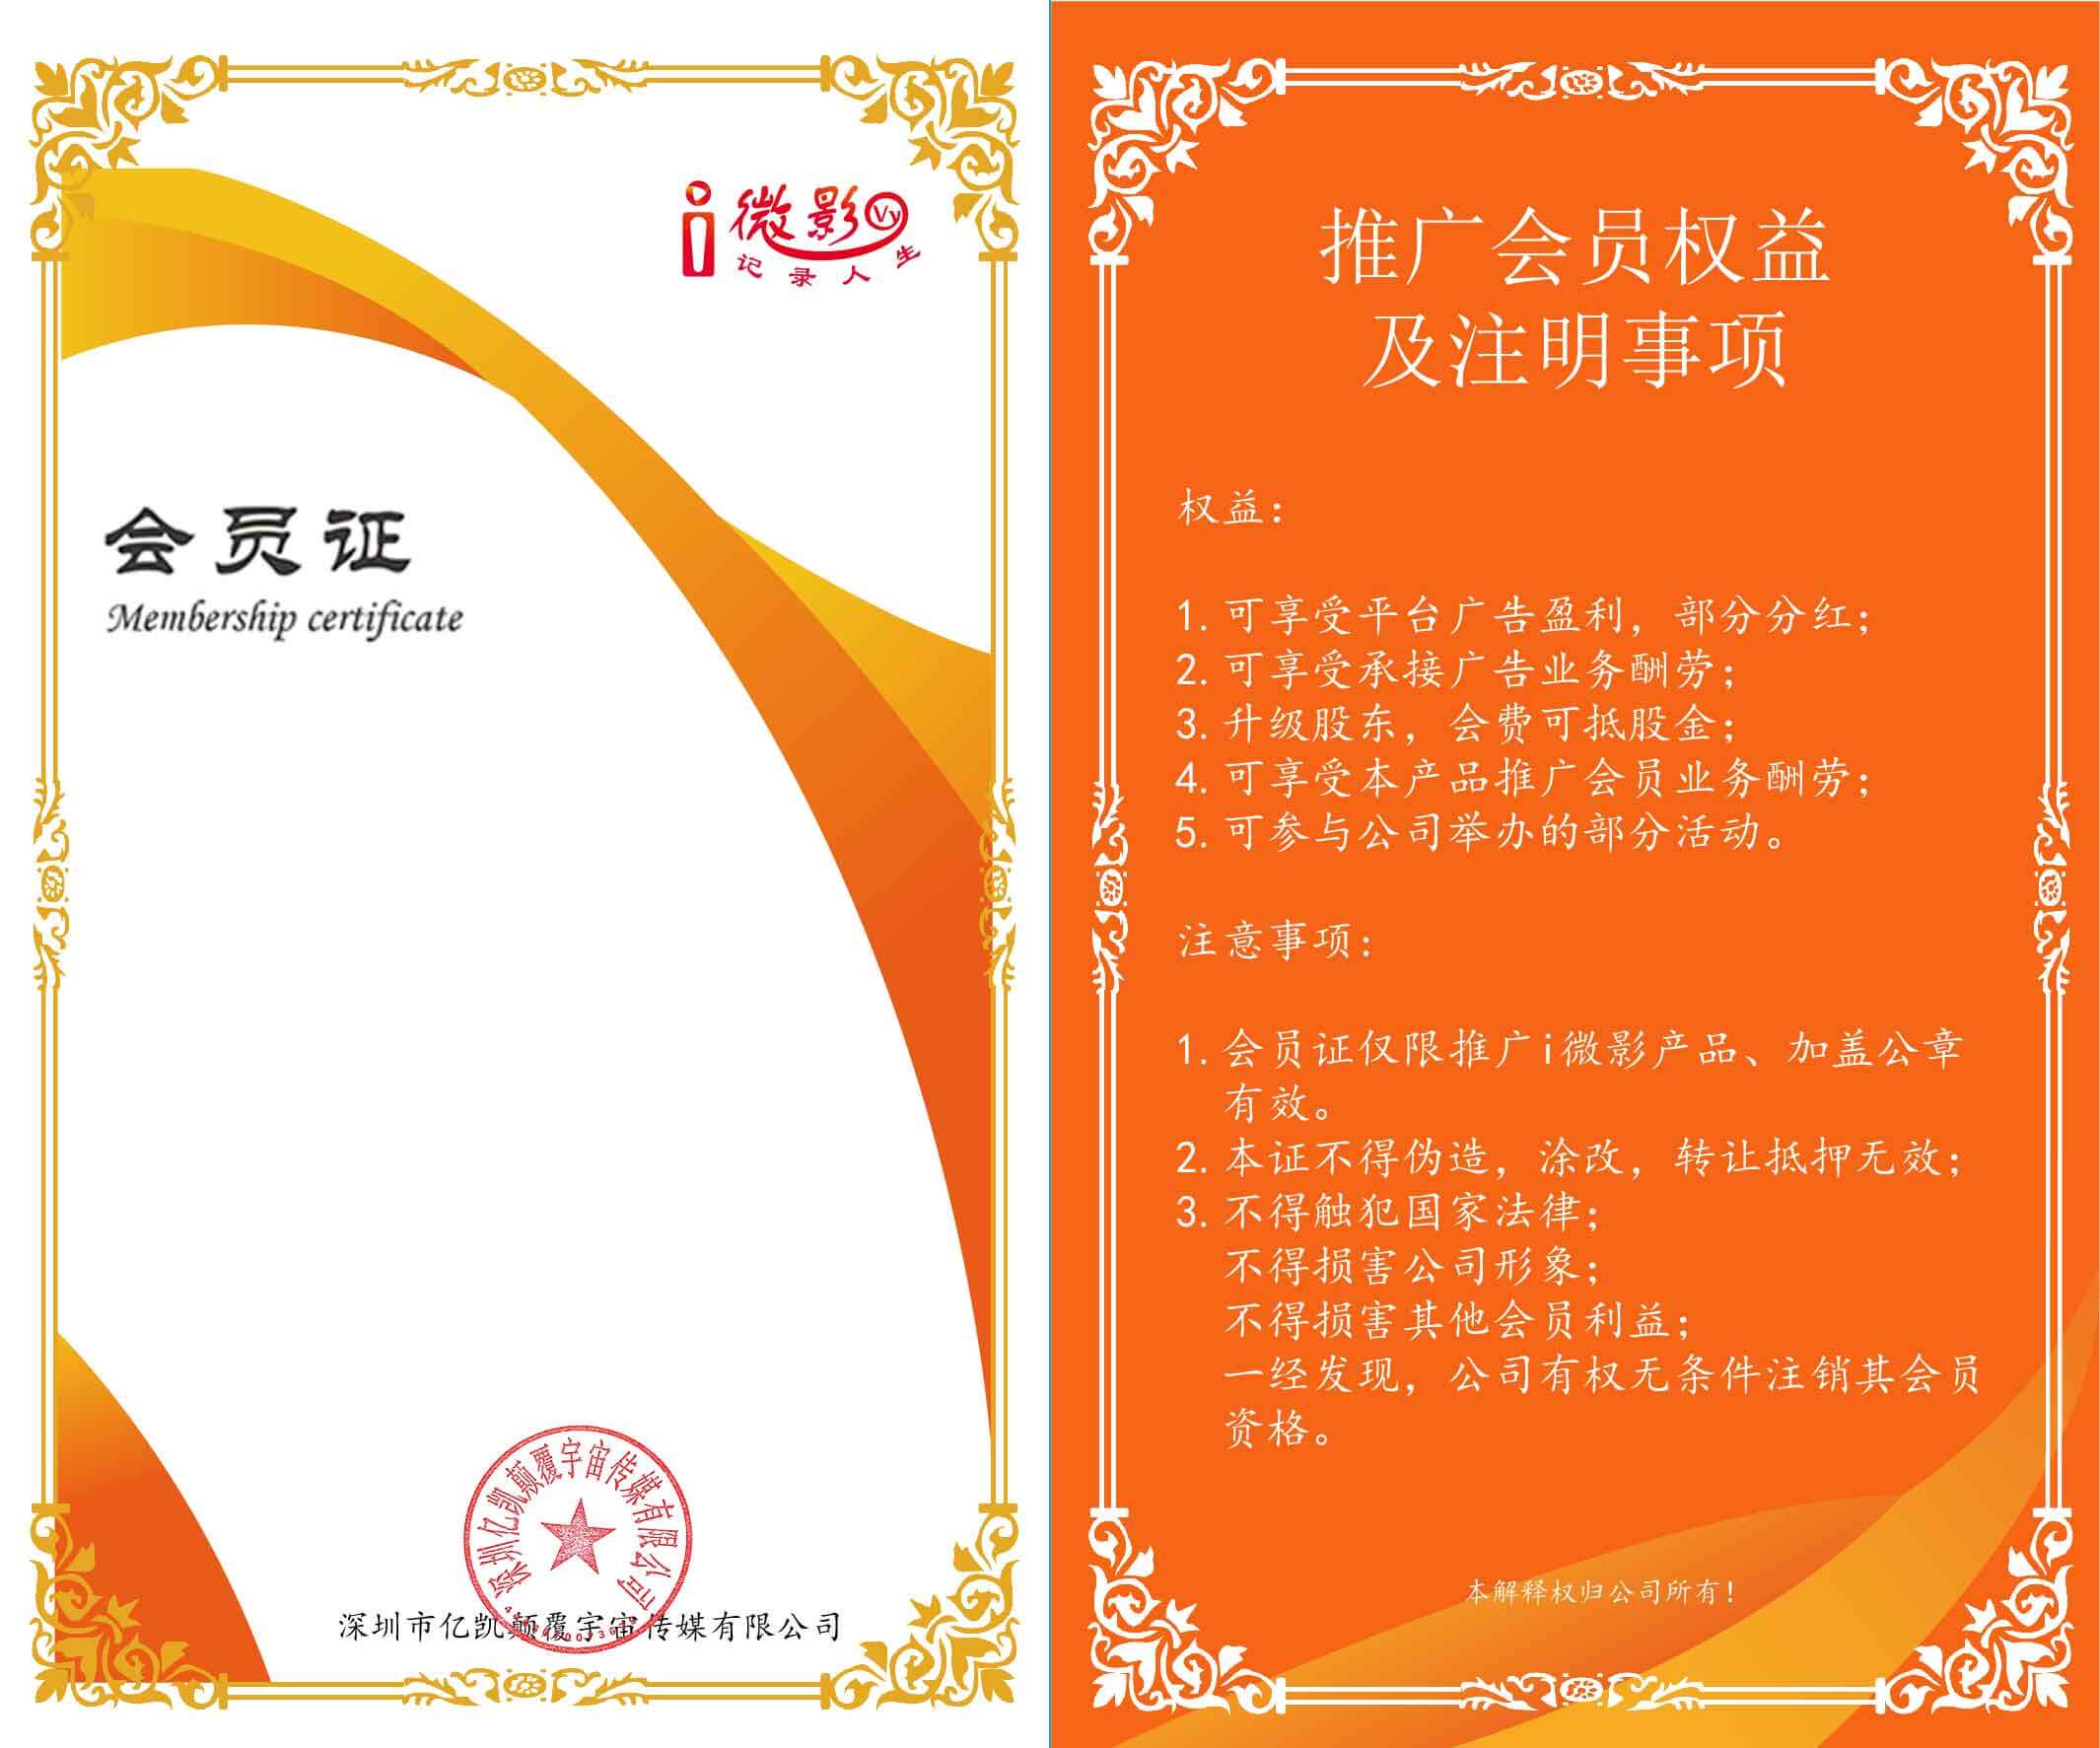 i微影Vy
记录人生
会员证
Membership certificate
深圳亿凯颠覆宇宙传媒有限公司
深圳市亿凯颠覆宇宙传媒有限公司
推广会员权益
及注明事项
权益：
1. 可享受平台广告盈利，部分分红；
2. 可享受承接广告业务酬劳；
3. 升级股东，会费可抵股金；
4. 可享受本产品推广会员业务酬劳；
5. 可参与公司举办的部分活动。
注意事项：
1. 会员证仅限推广i微影产品、加盖公章
有效。
2. 本证不得伪造，涂改，转让抵押无效；
3. 不得触犯国家法律；
不得损害公司形象；
不得损害其他会员利益；
一经发现，公司有权无条件注销其会员
资格。
本解释权归公司所有！